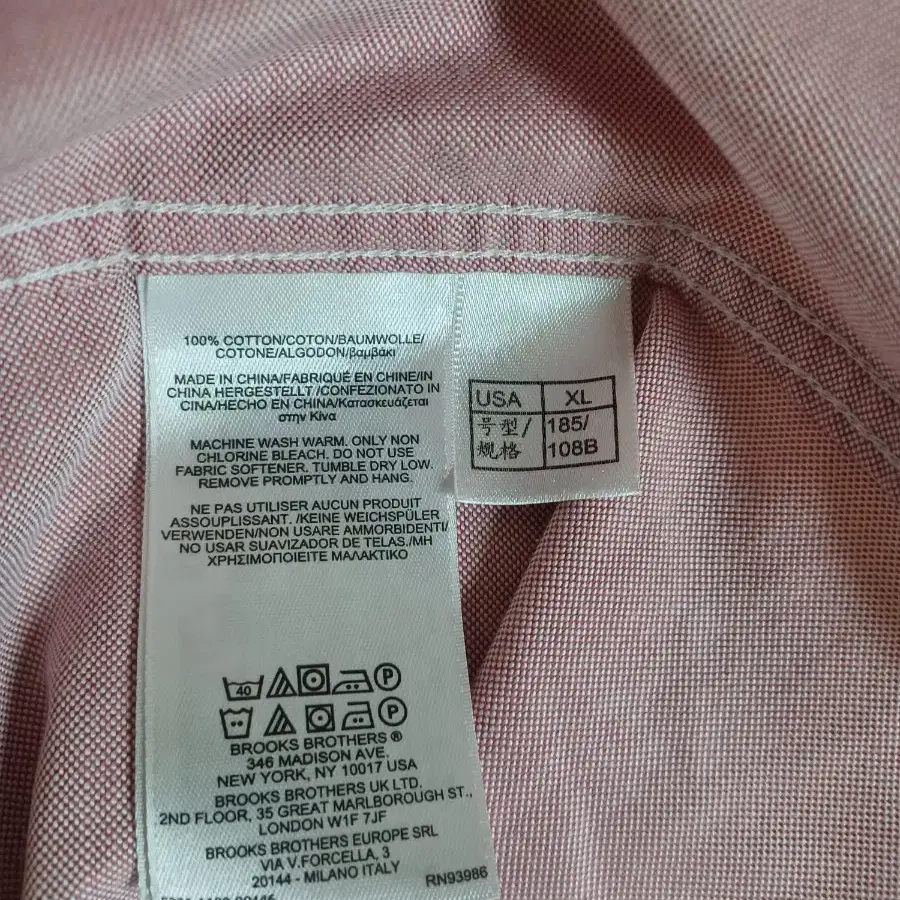 100% COTTON/COTON/BAUMWOLLE/
COTONE/ALGODON/βαμβάκι
MADE IN CHINA/FABRIQUÉ EN CHINE/IN
CHINA HERGESTELLT /CONFEZIONATO IN
CINA/HECHO EN CHINA/Κατασκευάζεται
στην Κίνα
MACHINE WASH WARM. ONLY NON
CHLORINE BLEACH. DO NOT USE
FABRIC SOFTENER. TUMBLE DRY LOW.
REMOVE PROMPTLY AND HANG.
NE PAS UTILISER AUCUN PRODUIT
ASSOUPLISSANT. /KEINE WEICHSPÜLER
VERWENDEN/NON USARE AMMORBIDENTI/
NO USAR SUAVIZADOR DE TELAS./ΜΗ
ΧΡΗΣΙΜΟΠΟΙΕΙΤΕ ΜΑΛΑΚΤΙΚΟ
40 P
P
BROOKS BROTHERS ®
346 MADISON AVE.
NEW YORK, NY 10017 USA
BROOKS BROTHERS UK LTD.
2ND FLOOR, 35 GREAT MARLBOROUGH ST.,
LONDON W1F 7JF
BROOKS BROTHERS EUROPE SRL
VIA V.FORCELLA, 3
20144 - MILANO ITALY
RN93986
USA XL
号型/ 185/
规格 108B